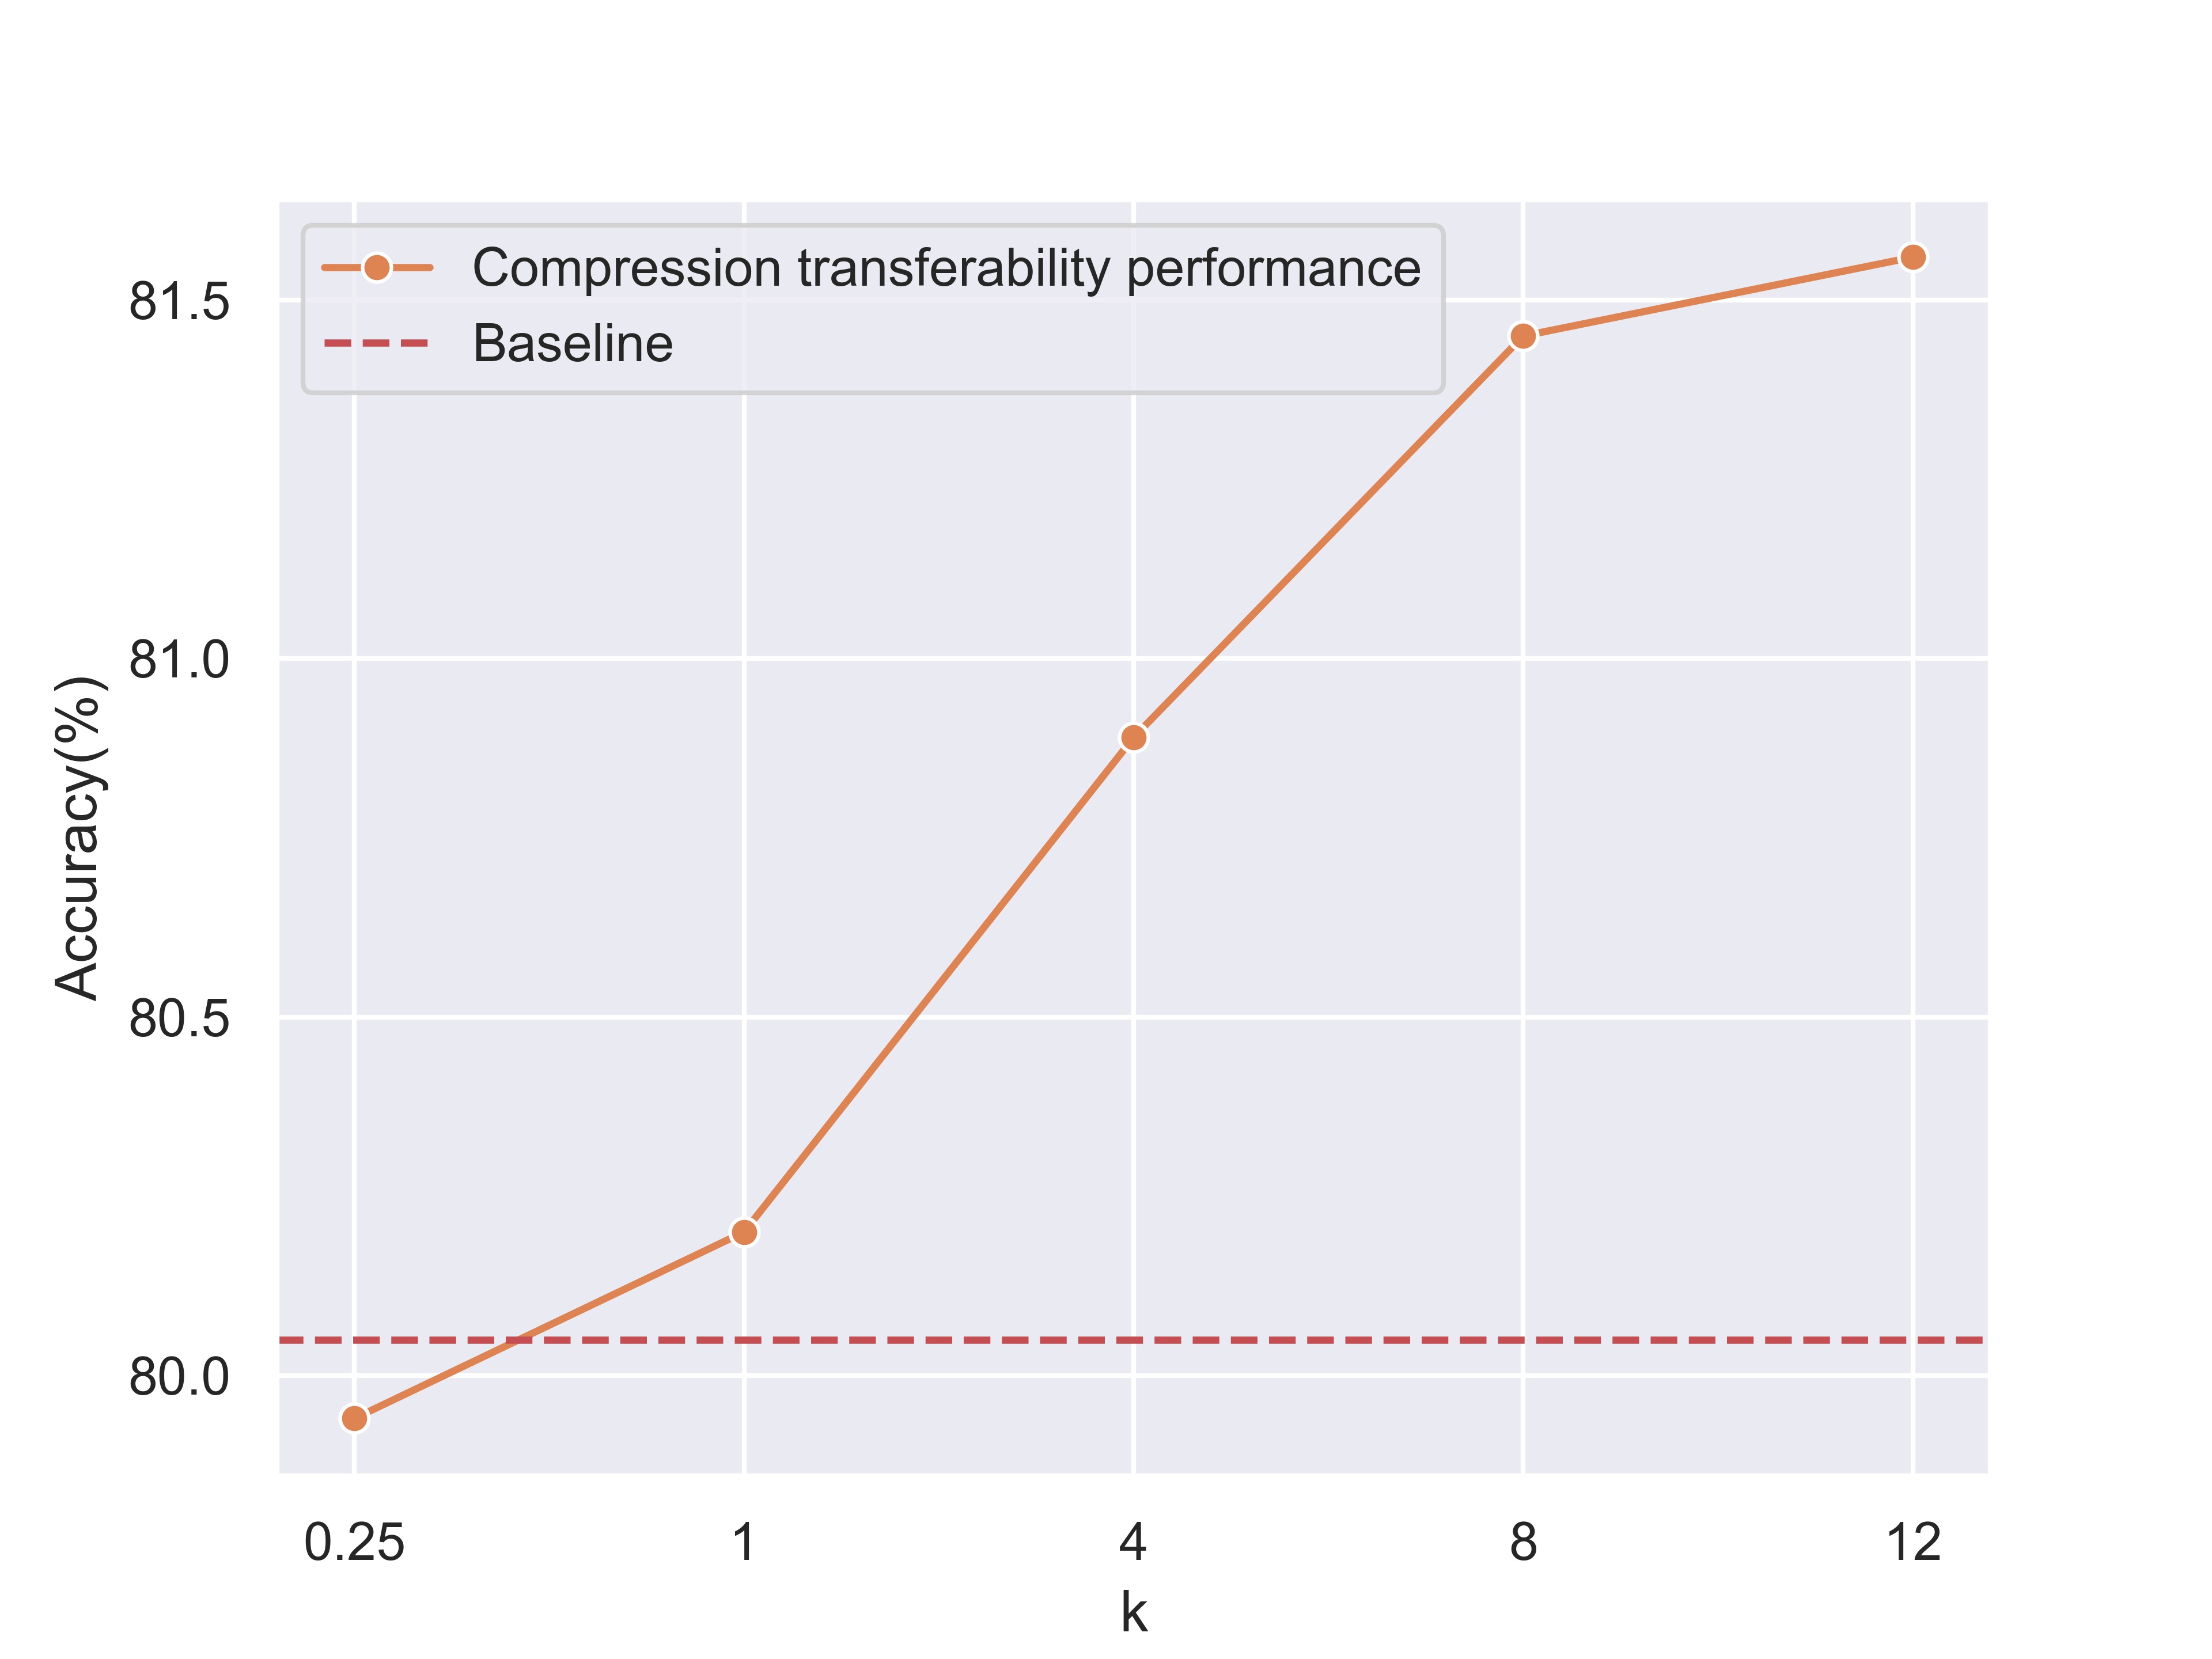 Compression transferability performance
Baseline
81.5
81.0
80.5
80.0
Accuracy(%)
0.25 1 4 8 12
k